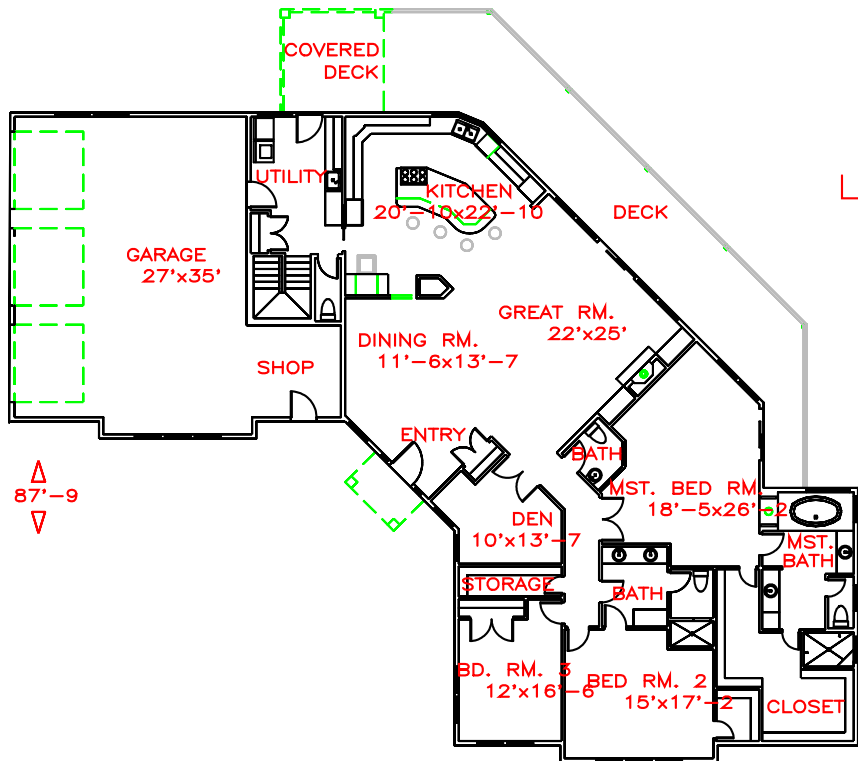 COVERED
DECK
UTILITY
KITCHEN
20'-10x22'-10
DECK
GARAGE
27'x35'
GREAT RM.
22'x25'
DINING RM.
11'-6x13'-7
SHOP
ENTRY
BATH
MST. BED RM.
18'-5x26'-2
87'-9
DEN
10'x13'-7
MST.
BATH
STORAGE
BATH
BD. RM. 3
12'x16'-6
BED RM. 2
15'x17'-2
CLOSET